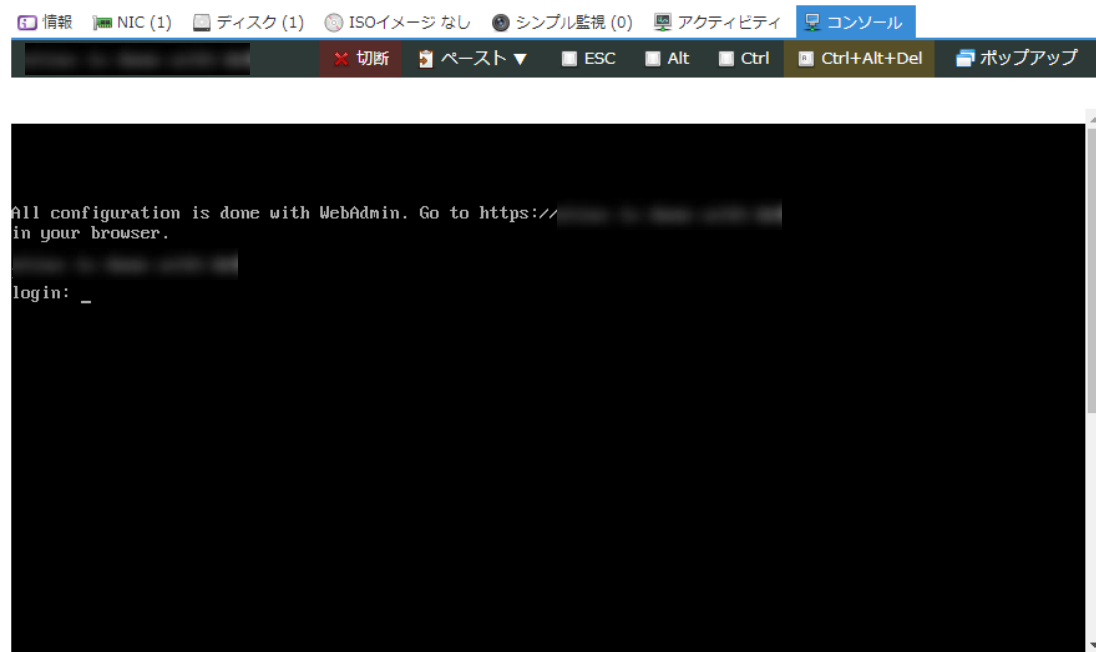 情報 NIC (1) ディスク (1) ISOイメージ なし シンプル監視 (0) アクティビティ コンソール
切断 ペースト ▼ ESC Alt Ctrl Ctrl+Alt+Del ポップアップ
All configuration is done with WebAdmin. Go to https://
in your browser.
login: _